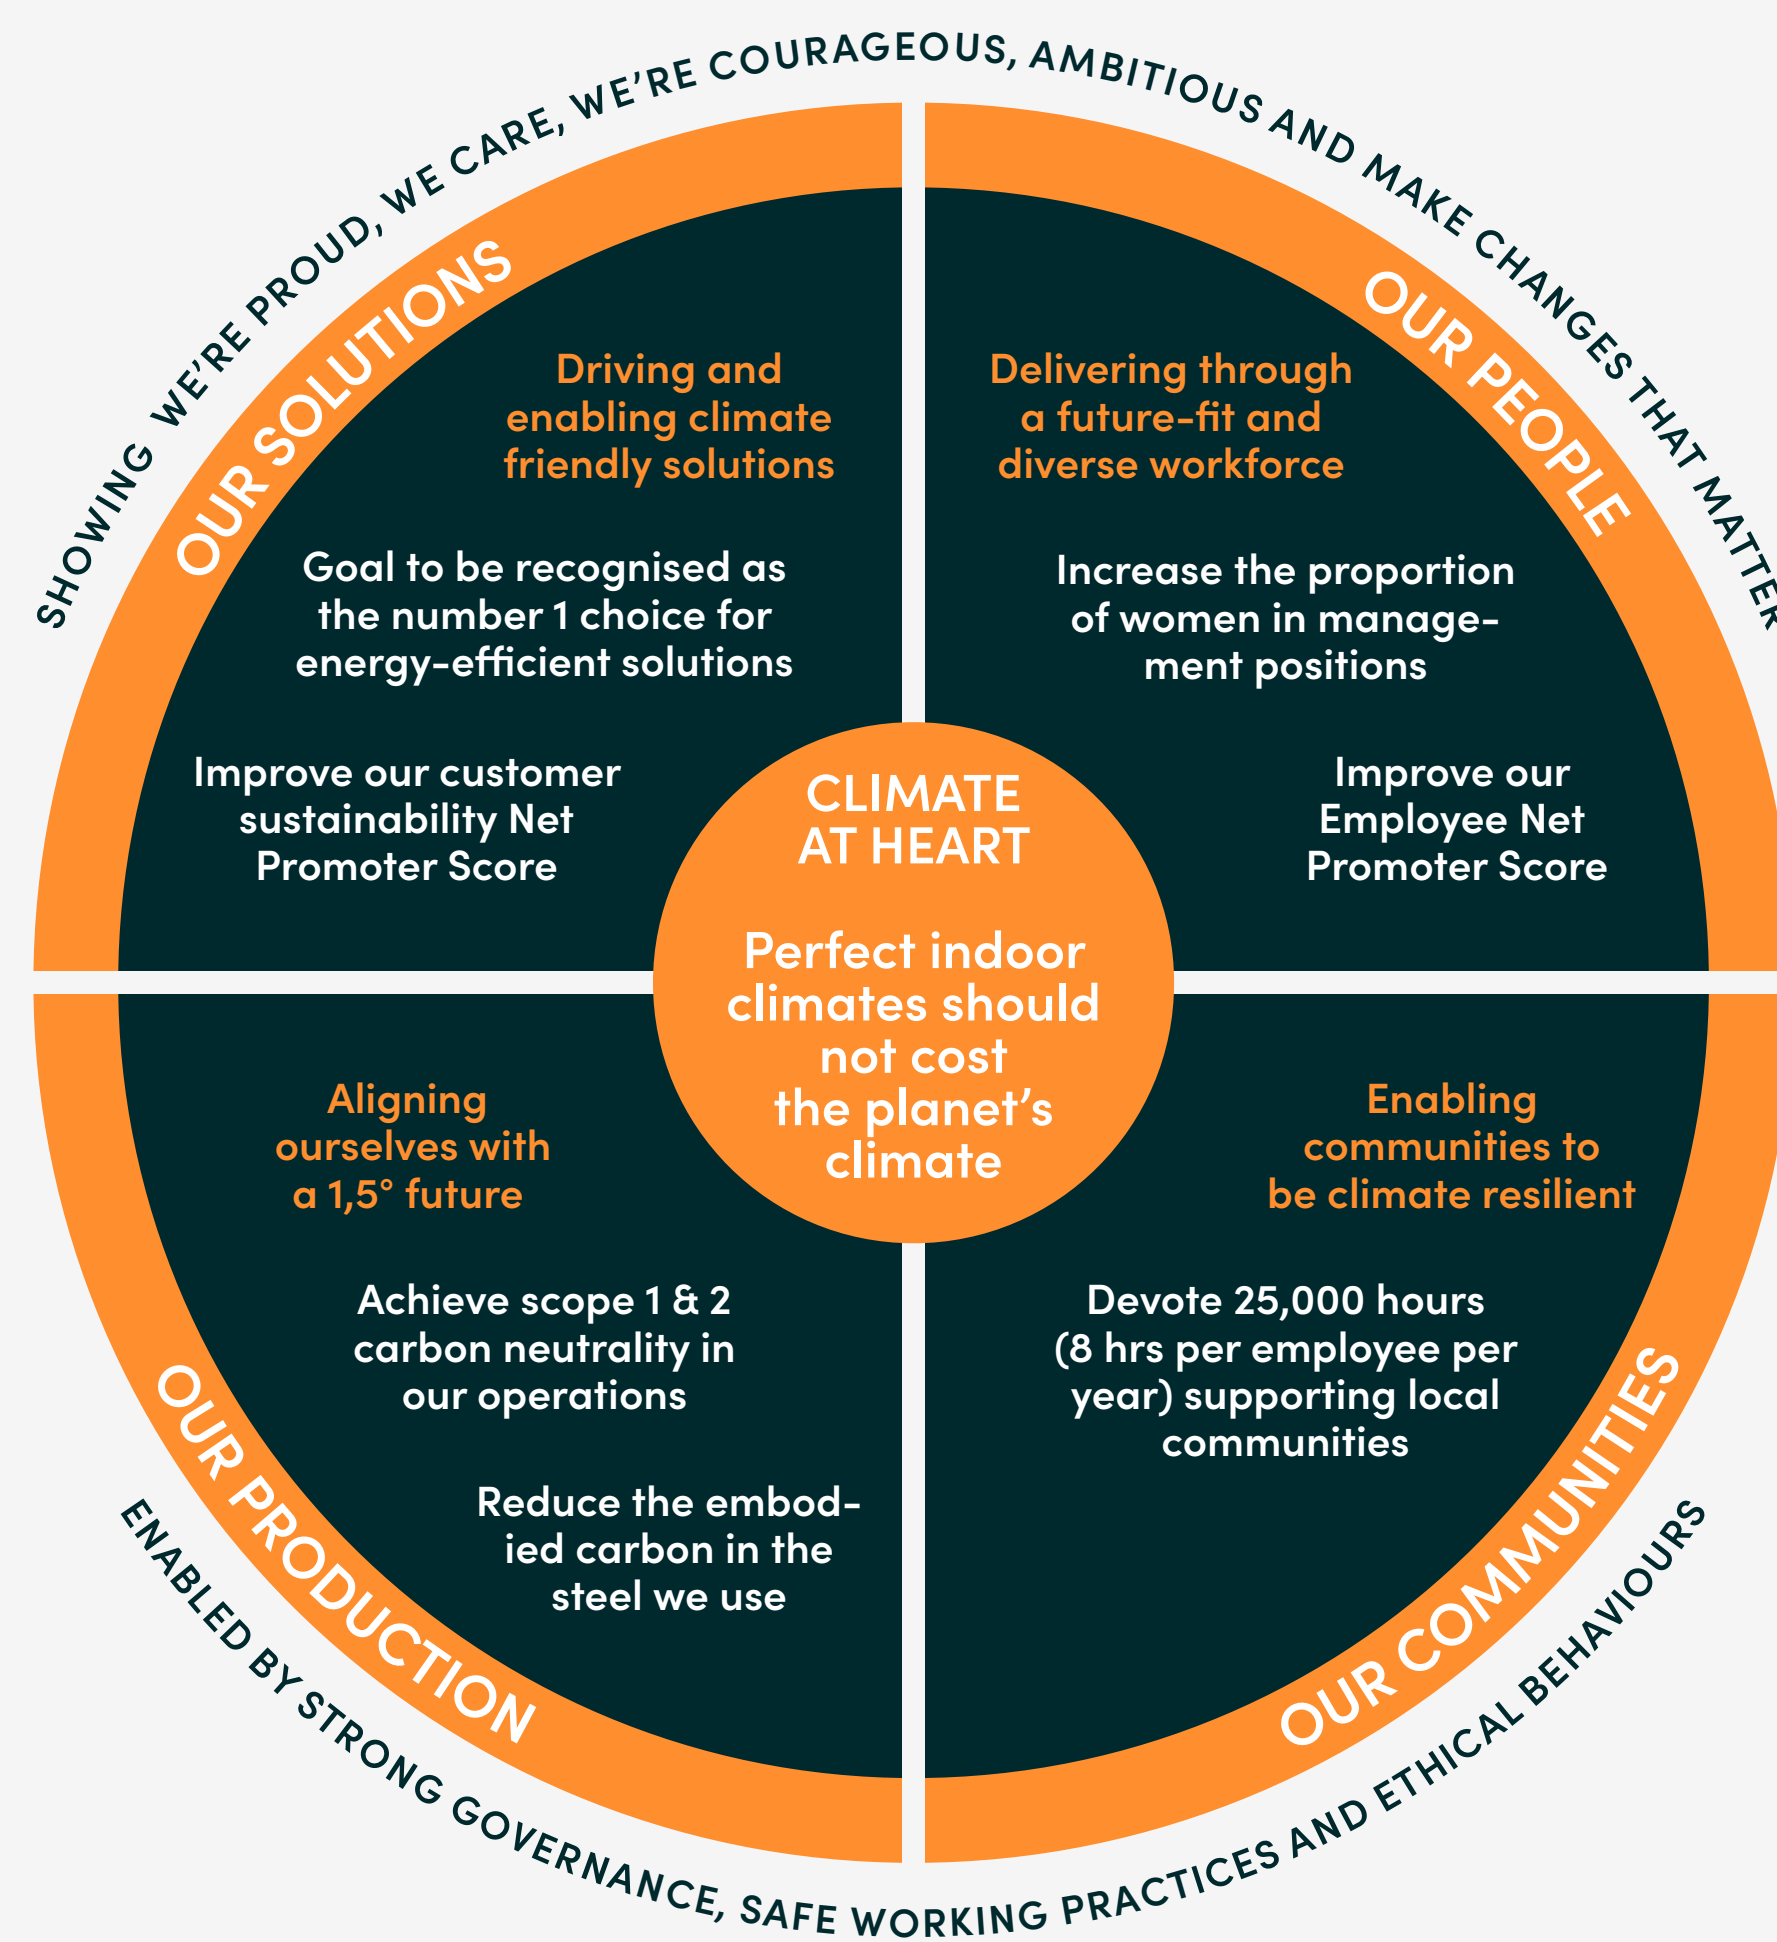 SHOWING WE’RE PROUD, WE CARE, WE’RE COURAGEOUS, AMBITIOUS AND MAKE CHANGES THAT MATTER
OUR SOLUTIONS
Driving and
enabling climate
friendly solutions
Goal to be recognised as
the number 1 choice for
energy-efficient solutions
Improve our customer
sustainability Net
Promoter Score
OUR PEOPLE
Delivering through
a future-fit and
diverse workforce
Increase the proportion
of women in manage-
ment positions
Improve our
Employee Net
Promoter Score
CLIMATE
AT HEART
Perfect indoor
climates should
not cost
the planet’s
climate
Aligning
ourselves with
a 1,5° future
Achieve scope 1 & 2
carbon neutrality in
our operations
Reduce the embod-
ied carbon in the
steel we use
OUR PRODUCTION
Enabling
communities to
be climate resilient
Devote 25,000 hours
(8 hrs per employee per
year) supporting local
communities
OUR COMMUNITIES
ENABLED BY STRONG GOVERNANCE, SAFE WORKING PRACTICES AND ETHICAL BEHAVIOURS